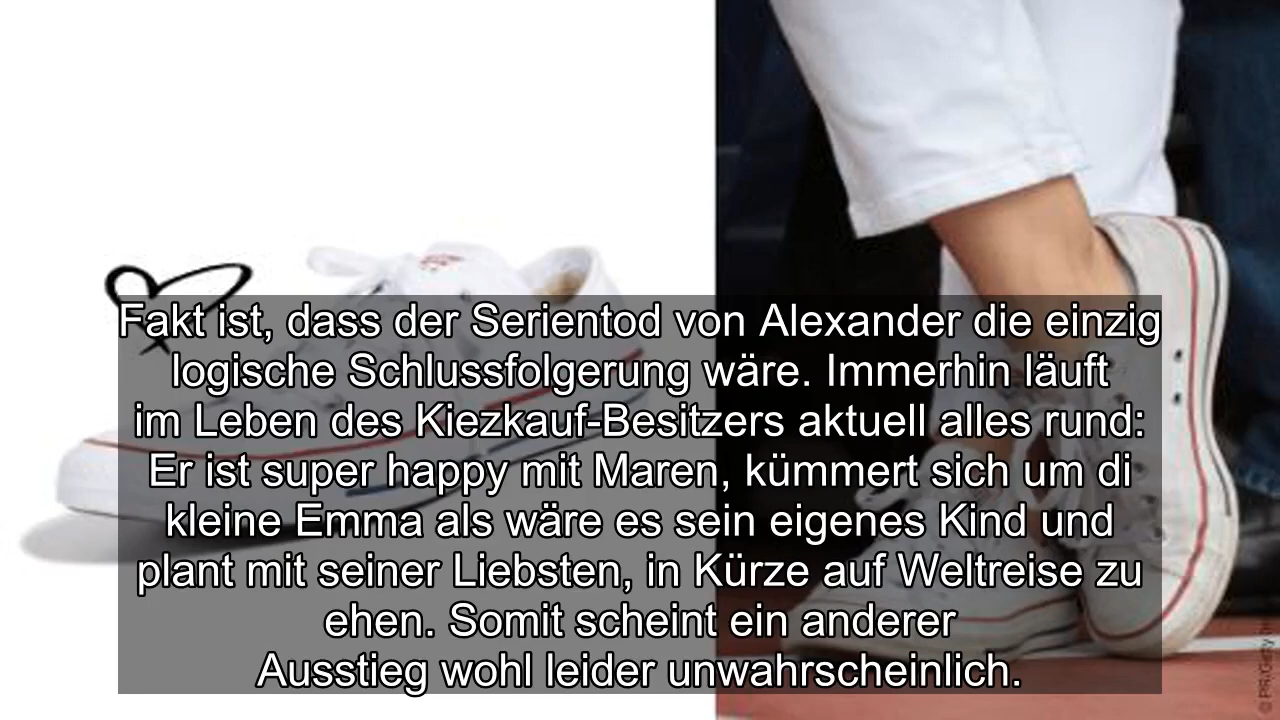 Fakt ist, dass der Serientod von Alexander die einzig
logische Schlussfolgerung wäre. Immerhin läuft
im Leben des Kiezkauf-Besitzers aktuell alles rund:
Er ist super happy mit Maren, kümmert sich um di
kleine Emma als wäre es sein eigenes Kind und
plant mit seiner Liebsten, in Kürze auf Weltreise zu
ehen. Somit scheint ein anderer
Ausstieg wohl leider unwahrscheinlich.